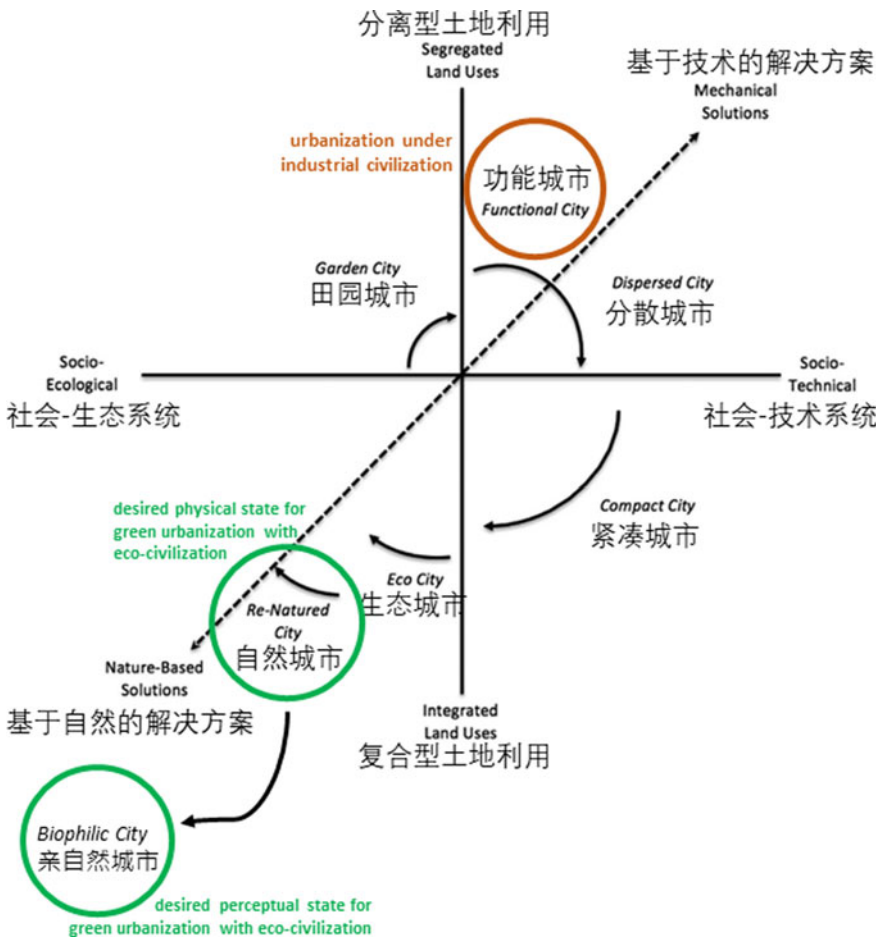 分离型土地利用
Segregated
Land Uses
基于技术的解决方案
Mechanical
Solutions
urbanization under
industrial civilization
功能城市
Functional City
Garden City
田园城市
Dispersed City
分散城市
Socio-
Ecological
社会-生态系统
Socio-
Technical
社会-技术系统
desired physical state for
green urbanization with
eco-civilization
Compact City
紧凑城市
Eco City
生态城市
Re-Natured
City
自然城市
Nature-Based
Solutions
基于自然的解决方案
Integrated
Land Uses
复合型土地利用
Biophilic City
亲自然城市
desired perceptual state for
green urbanization with eco-civilization